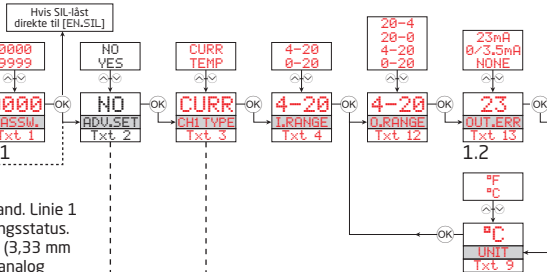 Hvis SIL-låst
direkte til [EN.SIL]
0000
9999
NO
YES
CURR
TEMP
4-20
0-20
20-4
20-0
4-20
0-20
23mA
0/3.5mA
NONE
0000
ASSW.
Txt 1
OK
NO
ADV.SET
Txt 2
OK
CURR
CH1 TYPE
Txt 3
OK
4-20
I.RANGE
Txt 4
OK
4-20
O.RANGE
Txt 12
OK
23
OUT.ERR
Txt 13
OK
1
1.2
°F
°C
OK
°C
UNIT
Txt 9
and. Linie 1
ngsstatus.
(3,33 mm
analog